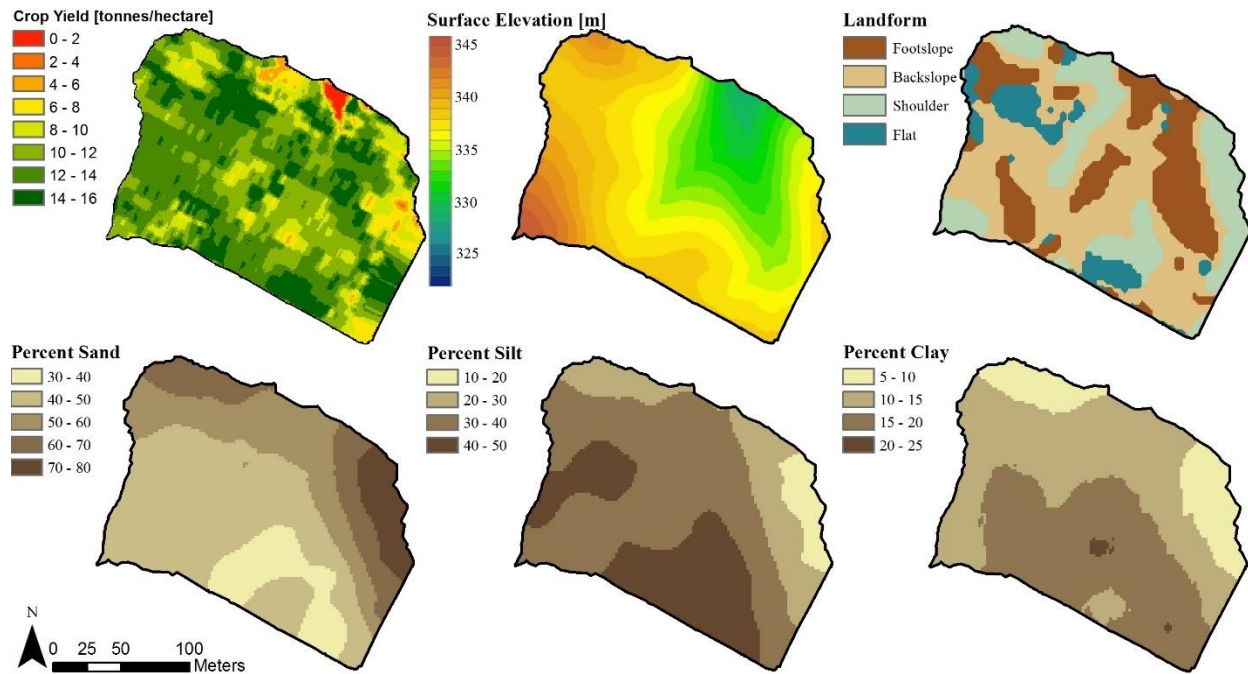 Crop Yield [tonnes/hectare]
0 - 2
2 - 4
4 - 6
6 - 8
8 - 10
10 - 12
12 - 14
14 - 16
Surface Elevation [m]
345
340
335
330
325
Landform
Footslope
Backslope
Shoulder
Flat
Percent Sand
30 - 40
40 - 50
50 - 60
60 - 70
70 - 80
Percent Silt
10 - 20
20 - 30
30 - 40
40 - 50
Percent Clay
5 - 10
10 - 15
15 - 20
20 - 25
N
0 25 50 100
Meters